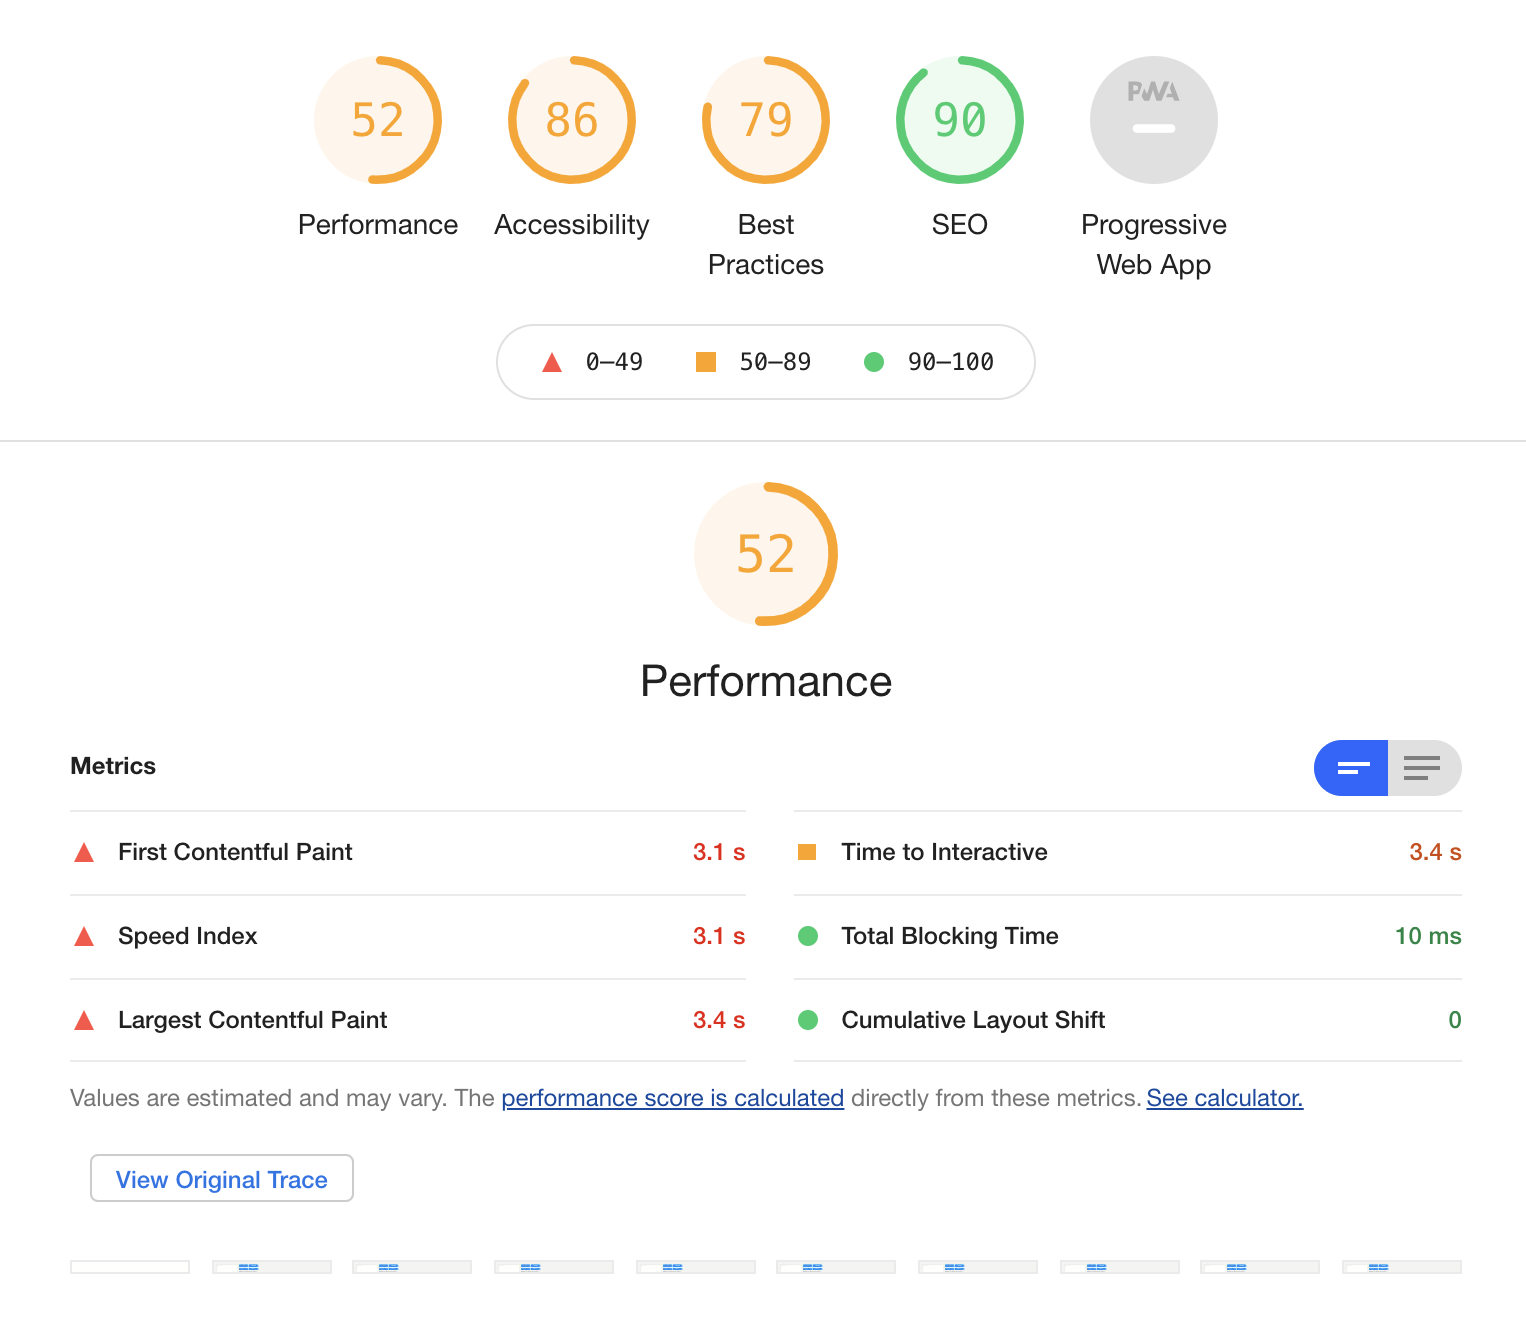 52
86
79
90
PWA
Performance
Accessibility
Best
Practices
SEO
Progressive
Web App
0–49
50–89
90–100
52
Performance
Metrics
First Contentful Paint 3.1 s
Time to Interactive 3.4 s
Speed Index 3.1 s
Total Blocking Time 10 ms
Largest Contentful Paint 3.4 s
Cumulative Layout Shift 0
Values are estimated and may vary. The performance score is calculated directly from these metrics. See calculator.
View Original Trace